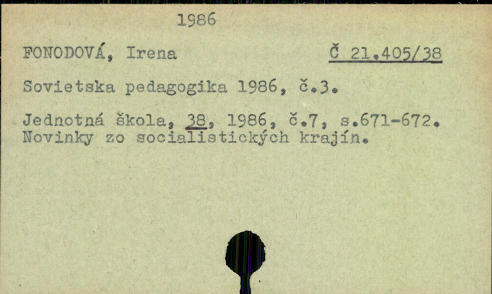 1986
FONODOVÁ, Irena Č 21.405/38
Sovietska pedagogika 1986, č.3.
Jednotná škola, 38, 1986, č.7, s.671-672.
Novinky zo socialistických krajín.